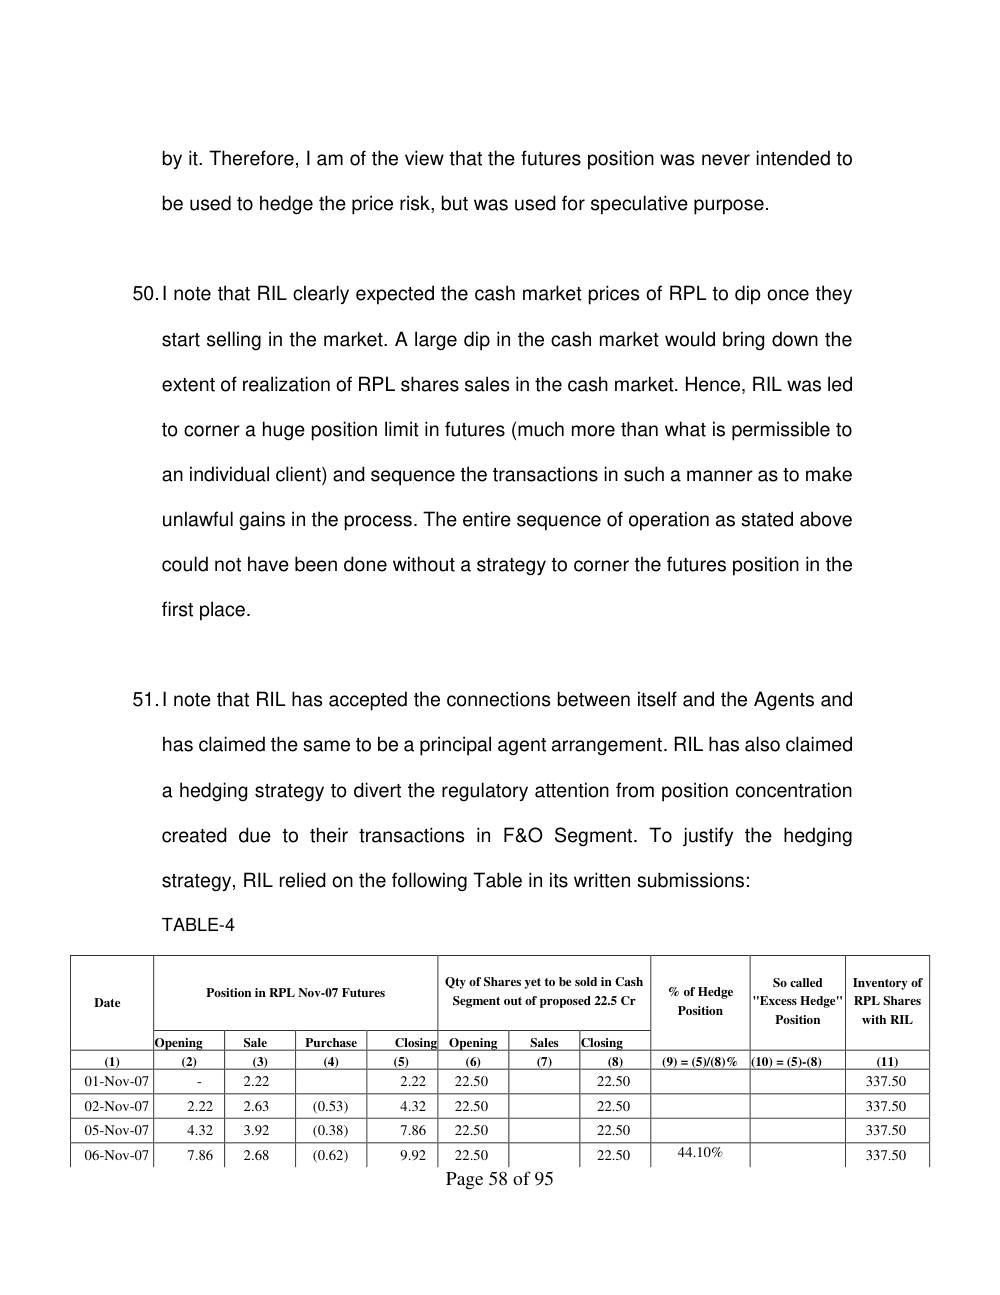 by it. Therefore, I am of the view that the futures position was never intended to
be used to hedge the price risk, but was used for speculative purpose.
50. I note that RIL clearly expected the cash market prices of RPL to dip once they
start selling in the market. A large dip in the cash market would bring down the
extent of realization of RPL shares sales in the cash market. Hence, RIL was led
to corner a huge position limit in futures (much more than what is permissible to
an individual client) and sequence the transactions in such a manner as to make
unlawful gains in the process. The entire sequence of operation as stated above
could not have been done without a strategy to corner the futures position in the
first place.
51. I note that RIL has accepted the connections between itself and the Agents and
has claimed the same to be a principal agent arrangement. RIL has also claimed
a hedging strategy to divert the regulatory attention from position concentration
created due to their transactions in F&O Segment. To justify the hedging
strategy, RIL relied on the following Table in its written submissions:
TABLE-4
Date Position in RPL Nov-07 Futures Qty of Shares yet to be sold in Cash Segment out of proposed 22.5 Cr % of Hedge Position So called "Excess Hedge" Position Inventory of RPL Shares with RIL
Opening Sale Purchase Closing Opening Sales Closing
(1) (2) (3) (4) (5) (6) (7) (8) (9) = (5)/(8)% (10) = (5)-(8) (11)
01-Nov-07 - 2.22 2.22 22.50 22.50 337.50
02-Nov-07 2.22 2.63 (0.53) 4.32 22.50 22.50 337.50
05-Nov-07 4.32 3.92 (0.38) 7.86 22.50 22.50 337.50
06-Nov-07 7.86 2.68 (0.62) 9.92 22.50 22.50 44.10% 337.50
Page 58 of 95